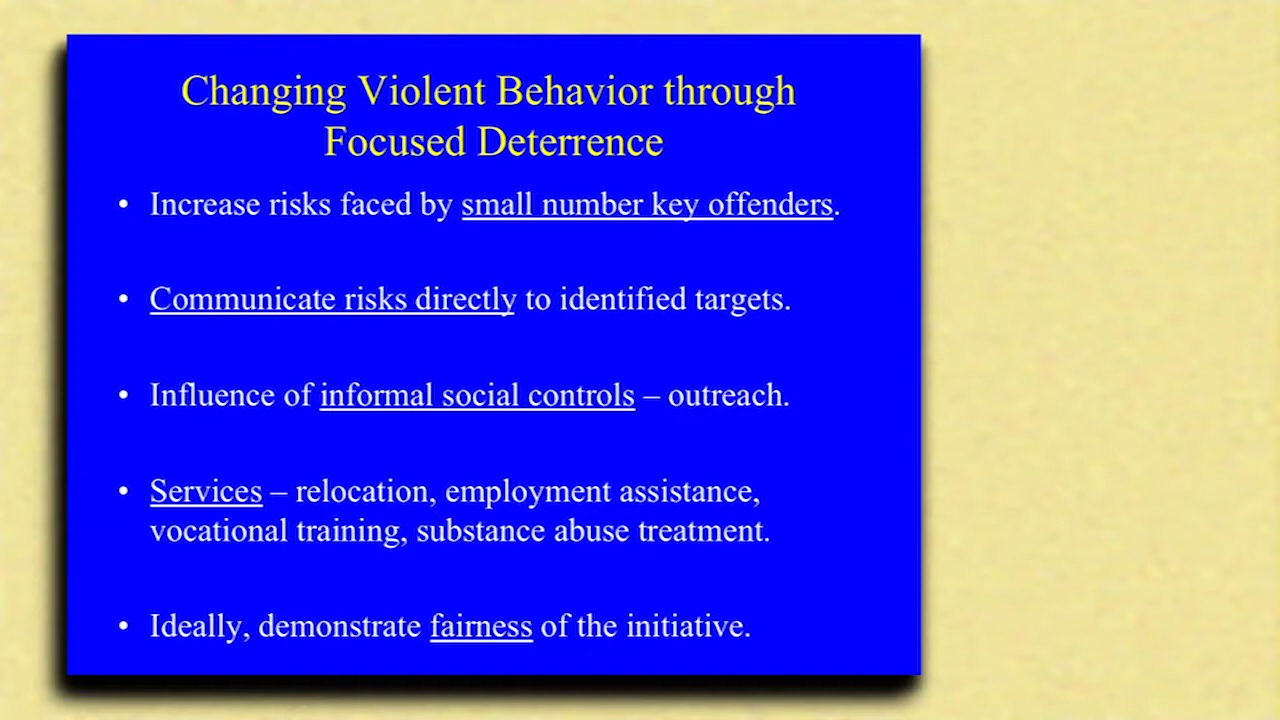 Changing Violent Behavior through
Focused Deterrence
• Increase risks faced by small number key offenders.
• Communicate risks directly to identified targets.
• Influence of informal social controls – outreach.
• Services – relocation, employment assistance,
vocational training, substance abuse treatment.
• Ideally, demonstrate fairness of the initiative.